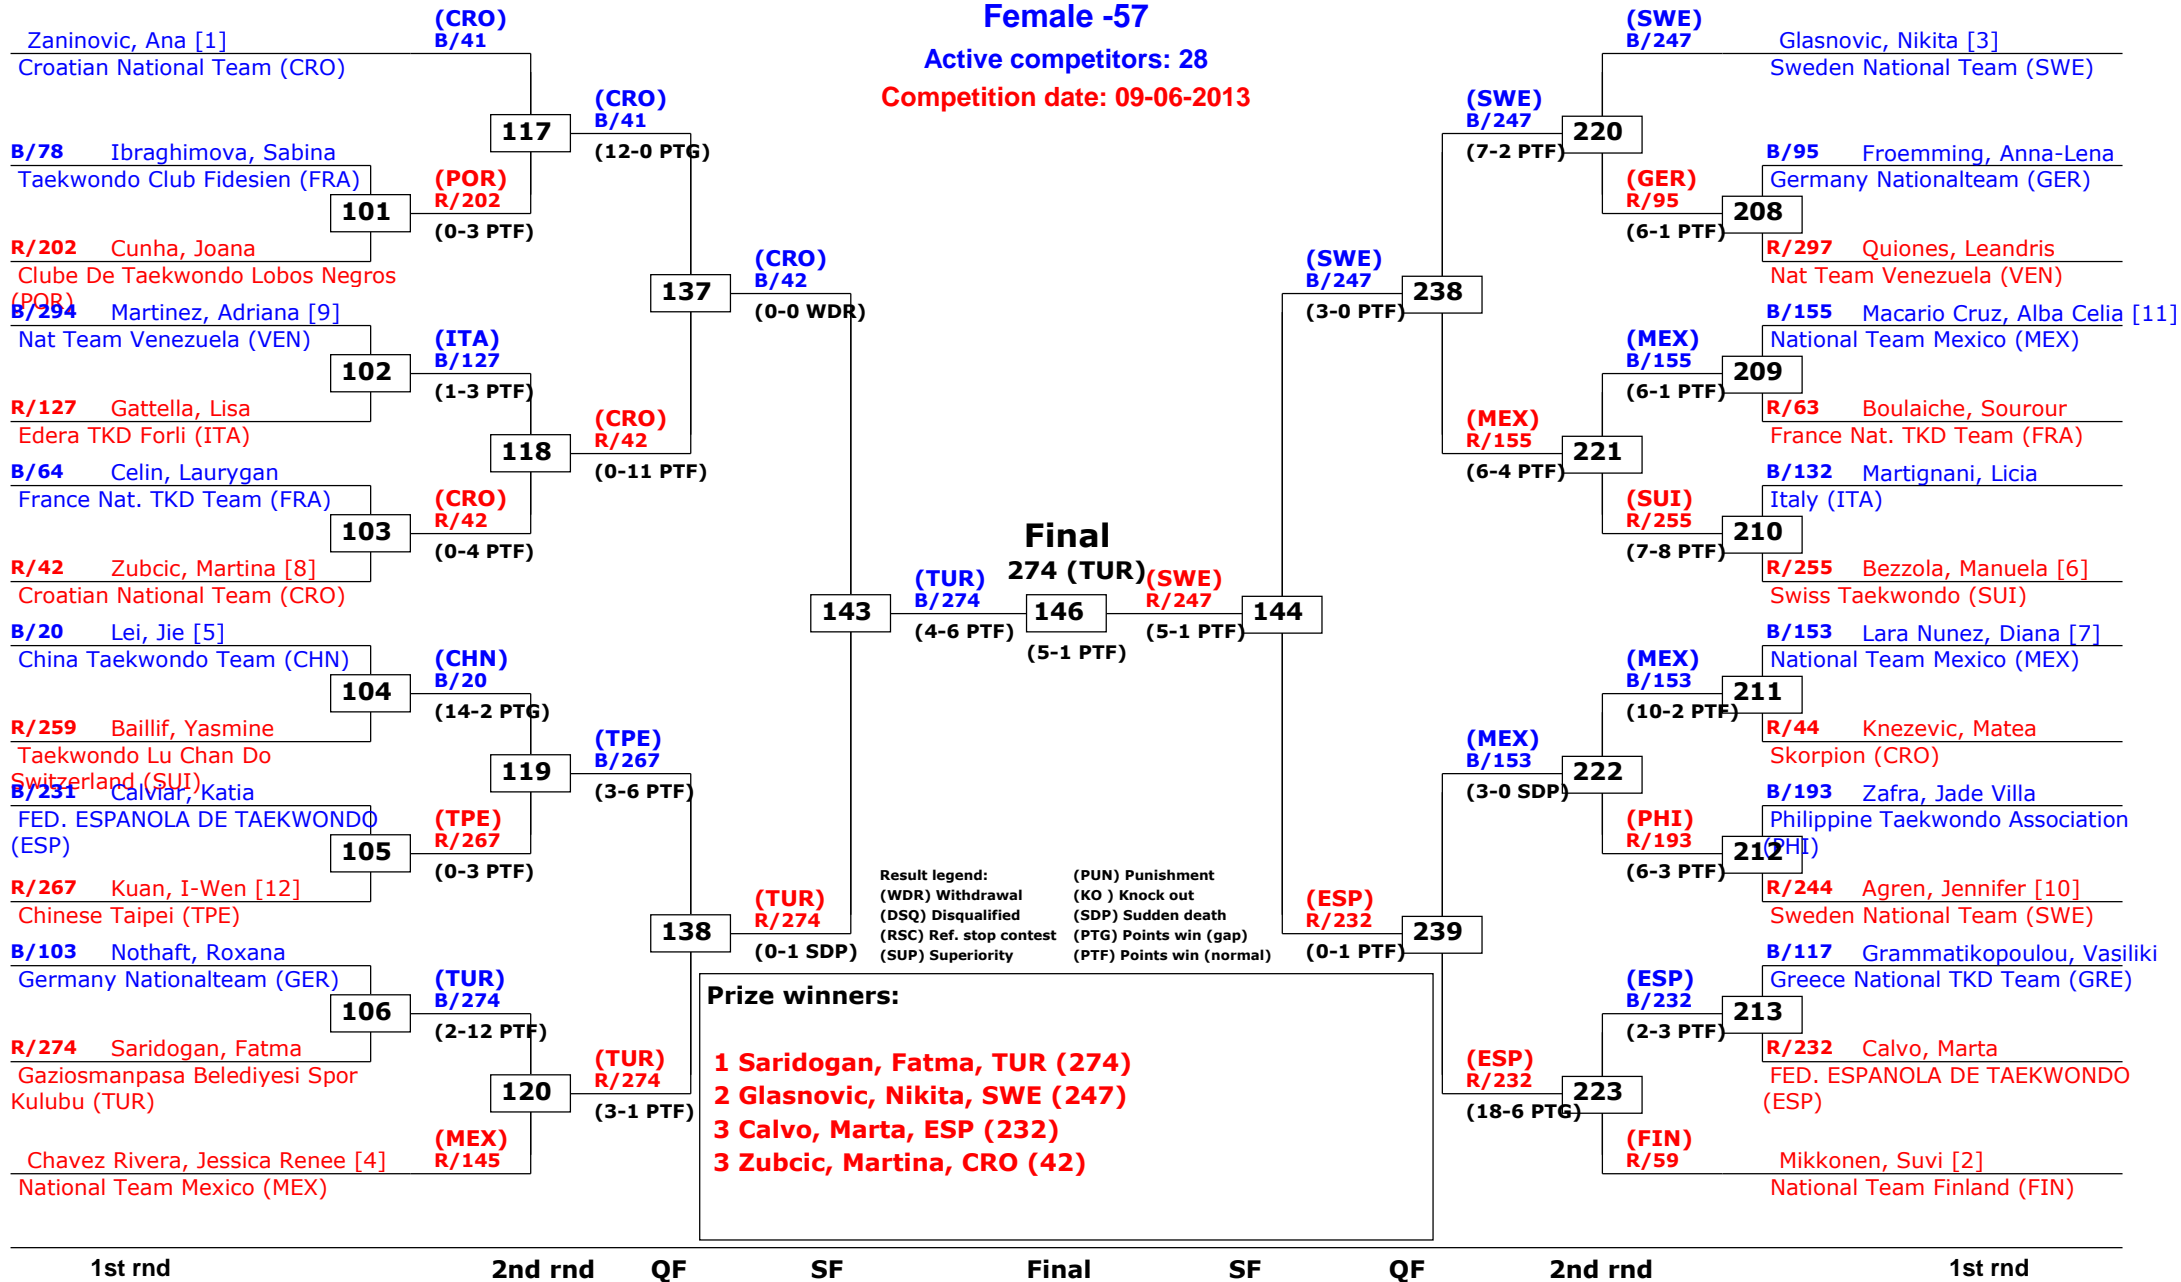 Female -57
Active competitors: 28
Competition date: 09-06-2013
(CRO)
B/41
Zaninovic, Ana [1]
Croatian National Team (CRO)
B/78 Ibraghimova, Sabina
Taekwondo Club Fidesien (FRA)
101
(POR)
R/202
(0-3 PTF)
R/202 Cunha, Joana
Clube De Taekwondo Lobos Negros
(POR)
117
(CRO)
B/41
(12-0 PTG)
B/294 Martinez, Adriana [9]
Nat Team Venezuela (VEN)
102
(ITA)
B/127
(1-3 PTF)
R/127 Gattella, Lisa
Edera TKD Forli (ITA)
118
(CRO)
R/42
(0-11 PTF)
B/64 Celin, Laurygan
France Nat. TKD Team (FRA)
103
(CRO)
R/42
(0-4 PTF)
R/42 Zubcic, Martina [8]
Croatian National Team (CRO)
137
(CRO)
B/42
(0-0 WDR)
B/20 Lei, Jie [5]
China Taekwondo Team (CHN)
104
(CHN)
B/20
(14-2 PTG)
R/259 Baillif, Yasmine
Taekwondo Lu Chan Do
Switzerland (SUI)
119
(TPE)
B/267
(3-6 PTF)
B/231 Calviar, Katia
FED. ESPANOLA DE TAEKWONDO
(ESP)
105
(TPE)
R/267
(0-3 PTF)
R/267 Kuan, I-Wen [12]
Chinese Taipei (TPE)
138
(TUR)
R/274
(0-1 SDP)
B/103 Nothaft, Roxana
Germany Nationalteam (GER)
106
(TUR)
B/274
(2-12 PTF)
R/274 Saridogan, Fatma
Gaziosmanpasa Belediyesi Spor
Kulubu (TUR)
120
(TUR)
R/274
(3-1 PTF)
(MEX)
R/145
Chavez Rivera, Jessica Renee [4]
National Team Mexico (MEX)
143
(TUR)
B/274
(4-6 PTF)
Final
274 (TUR)
146
(5-1 PTF)
(SWE)
R/247
(5-1 PTF)
144
(SWE)
B/247
Glasnovic, Nikita [3]
Sweden National Team (SWE)
(SWE)
B/247
(7-2 PTF)
220
B/95 Froemming, Anna-Lena
Germany Nationalteam (GER)
(GER)
R/95
(6-1 PTF)
208
R/297 Quiones, Leandris
Nat Team Venezuela (VEN)
(SWE)
B/247
(3-0 PTF)
238
B/155 Macario Cruz, Alba Celia [11]
National Team Mexico (MEX)
(MEX)
B/155
(6-1 PTF)
209
R/63 Boulaiche, Sourour
France Nat. TKD Team (FRA)
(MEX)
R/155
(6-4 PTF)
221
B/132 Martignani, Licia
Italy (ITA)
(SUI)
R/255
(7-8 PTF)
210
R/255 Bezzola, Manuela [6]
Swiss Taekwondo (SUI)
B/153 Lara Nunez, Diana [7]
National Team Mexico (MEX)
(MEX)
B/153
(10-2 PTF)
211
R/44 Knezevic, Matea
Skorpion (CRO)
(MEX)
B/153
(3-0 SDP)
222
B/193 Zafra, Jade Villa
Philippine Taekwondo Association
(PHI)
(PHI)
R/193
(6-3 PTF)
212
R/244 Agren, Jennifer [10]
Sweden National Team (SWE)
(ESP)
R/232
(0-1 PTF)
239
B/117 Grammatikopoulou, Vasiliki
Greece National TKD Team (GRE)
(ESP)
B/232
(2-3 PTF)
213
R/232 Calvo, Marta
FED. ESPANOLA DE TAEKWONDO
(ESP)
(ESP)
R/232
(18-6 PTG)
223
(FIN)
R/59
Mikkonen, Suvi [2]
National Team Finland (FIN)
Result legend: (PUN) Punishment
(WDR) Withdrawal (KO ) Knock out
(DSQ) Disqualified (SDP) Sudden death
(RSC) Ref. stop contest (PTG) Points win (gap)
(SUP) Superiority (PTF) Points win (normal)
Prize winners:
1 Saridogan, Fatma, TUR (274)
2 Glasnovic, Nikita, SWE (247)
3 Calvo, Marta, ESP (232)
3 Zubcic, Martina, CRO (42)
1st rnd 2nd rnd QF SF Final SF QF 2nd rnd 1st rnd